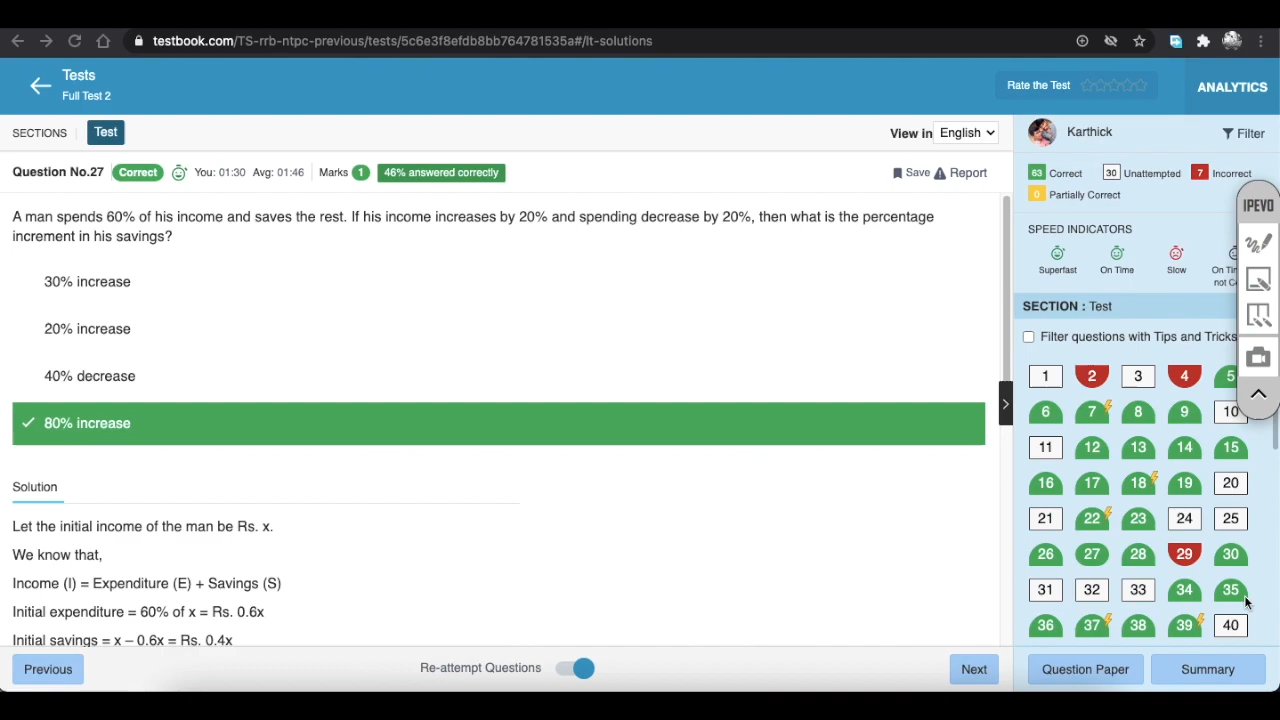 testbook.com/TS-rrb-ntpc-previous/tests/5c6e3f8efdb8bb764781535a#/lt-solutions
Tests
Full Test 2
Rate the Test
ANALYTICS
SECTIONS
Test
View in English
Karthick
Filter
Question No.27 Correct You: 01:30 Avg: 01:46 Marks 1 46% answered correctly
Save Report
63 Correct 30 Unattempted 7 Incorrect
0 Partially Correct
IPEVO
A man spends 60% of his income and saves the rest. If his income increases by 20% and spending decrease by 20%, then what is the percentage
increment in his savings?
30% increase
20% increase
40% decrease
80% increase
Solution
Let the initial income of the man be Rs. x.
We know that,
Income (I) = Expenditure (E) + Savings (S)
Initial expenditure = 60% of x = Rs. 0.6x
Initial savings = x – 0.6x = Rs. 0.4x
SPEED INDICATORS
Superfast On Time Slow On
not
SECTION : Test
Filter questions with Tips and Tricks
1 2 3 4 5
6 7 8 9 10
11 12 13 14 15
16 17 18 19 20
21 22 23 24 25
26 27 28 29 30
31 32 33 34 35
36 37 38 39 40
Previous
Re-attempt Questions
Next
Question Paper
Summary